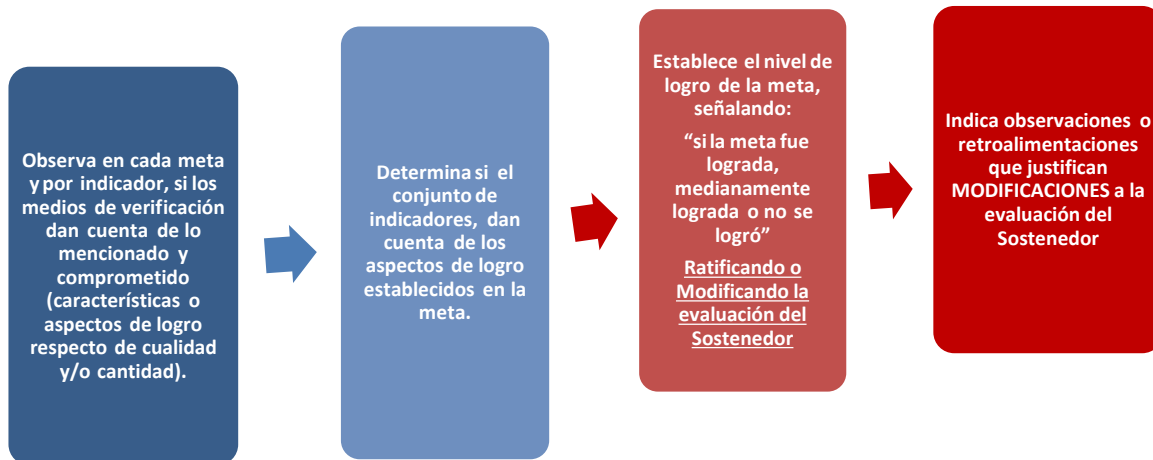 Observa en cada meta
y por indicador, si los
medios de verificación
dan cuenta de lo
mencionado y
comprometido
(características o
aspectos de logro
respecto de cualidad
y/o cantidad).
Determina si el
conjunto de
indicadores, dan
cuenta de los
aspectos de logro
establecidos en la
meta.
Establece el nivel de
logro de la meta,
señalando:
“si la meta fue
lograda,
medianamente
lograda o no se
logró”
Ratificando o
Modificando la
evaluación del
Sostenedor
Indica observaciones o
retroalimentaciones
que justifican
MODIFICACIONES a la
evaluación del
Sostenedor